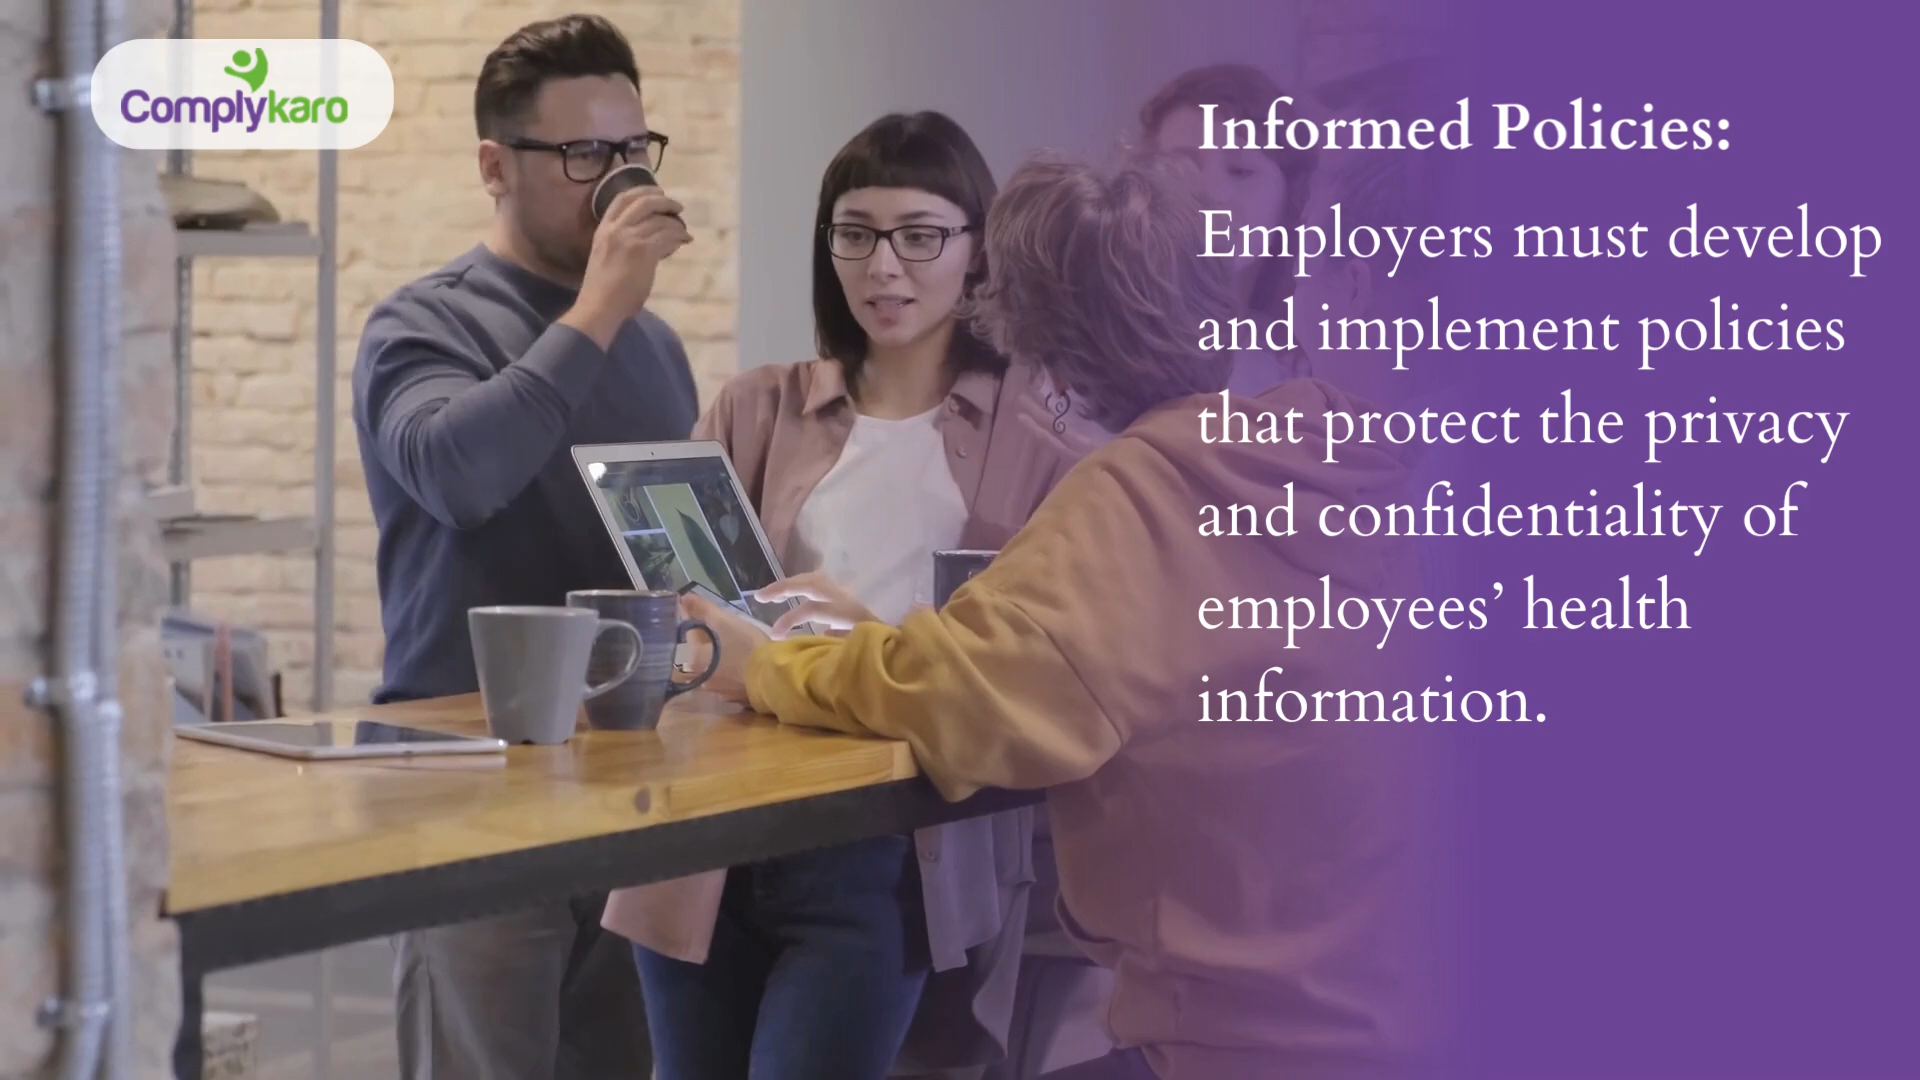 Complykaro
Informed Policies:
Employers must develop
and implement policies
that protect the privacy
and confidentiality of
employees’ health
information.